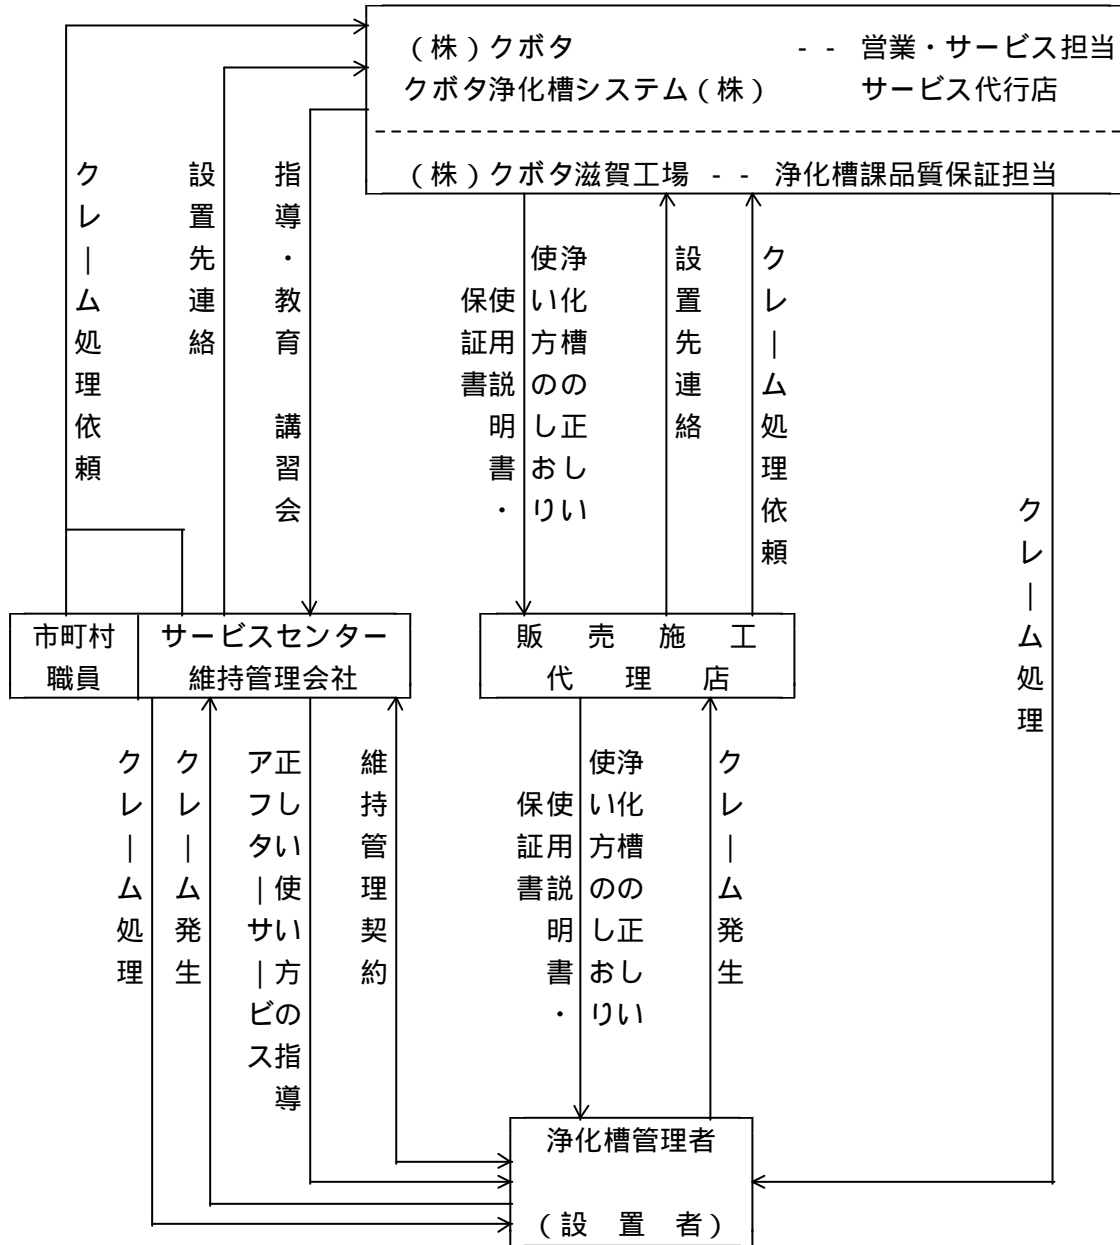 (株)クボタ -- 営業・サービス担当
クボタ浄化槽システム(株) サービス代行店
(株)クボタ滋賀工場 -- 浄化槽課品質保証担当
クレーム処理依頼
設置先連絡
指導・教育 講習会
浄化槽の正しい
使い方のしおり
使用説明書・
保証書
設置先連絡
クレーム処理依頼
クレーム処理
市町村
職員
サービスセンター
維持管理会社
販売施工
代理店
クレーム処理
クレーム発生
正しい使い方の指導
アフターサービス
維持管理契約
浄化槽の正しい
使い方のしおり
使用説明書・
保証書
クレーム発生
浄化槽管理者
(設置者)